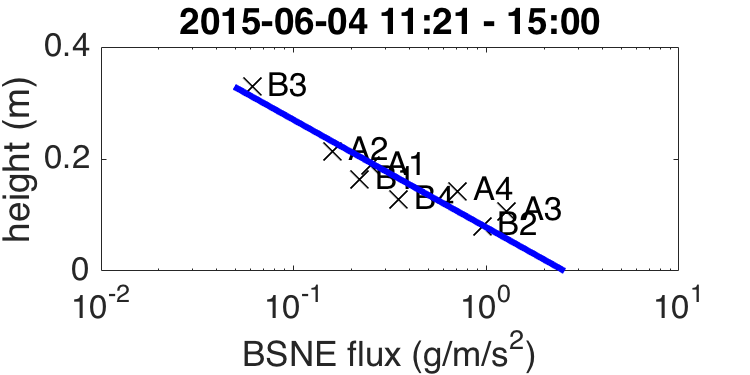 2015-06-04 11:21 - 15:00
0.4
B3
A2
0.2
A1
B1
A4
B4
A3
B2
0
10^-2
10^-1
10^0
10^1
height (m)
BSNE flux (g/m/s^2)